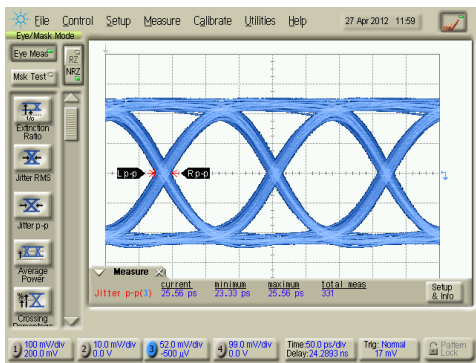 File Control Setup Measure Calibrate Utilities Help 27 Apr 2012 11:59
Eye/Mask Mode
Eye Meas
RZ
NRZ
Msk Test
Extinction
Ratio
Jitter RMS
Jitter p-p
Average
Power
Crossing
L p-p R p-p
Measure
current minimum maximum total meas
Jitter p-p(3) 25.56 ps 23.33 ps 25.56 ps 331
Setup
& Info
1) 100 mV/div
200.0 mV
2) 10.0 mV/div
0.0 V
3) 52.0 mV/div
-500 µV
4) 99.0 mV/div
0.0 V
Time:50.0 ps/div
Delay:24.2893 ns
Trig: Normal
17 mV
Pattern
Lock